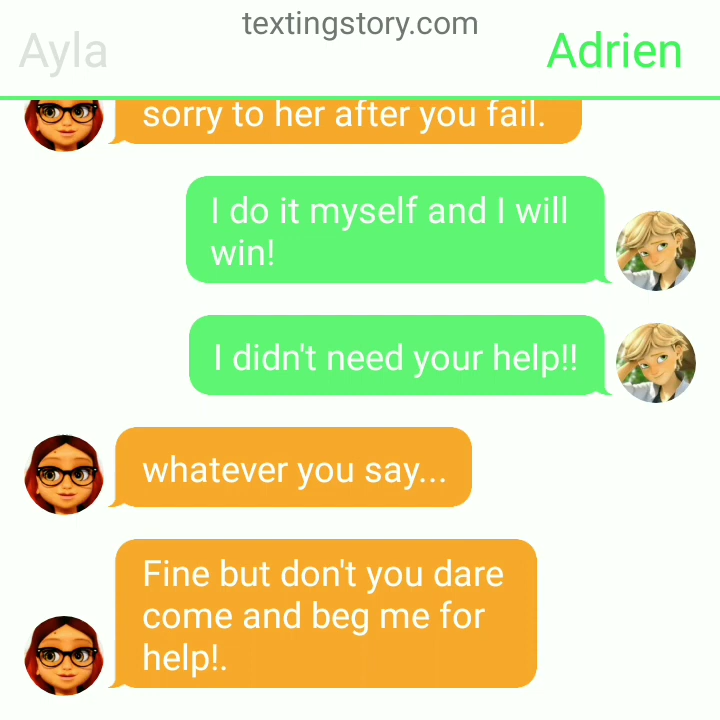 textingstory.com
Ayla
Adrien
sorry to her after you fail.
I do it myself and I will
win!
I didn't need your help!!
whatever you say...
Fine but don't you dare
come and beg me for
help!.